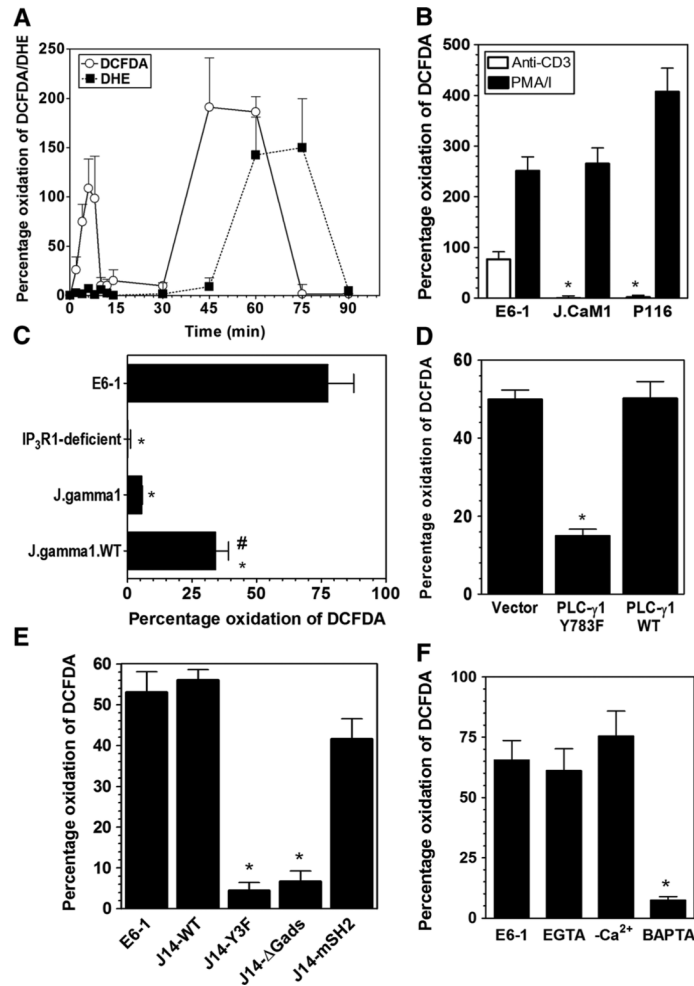 A
Percentage oxidation of DCFDA/DHE
250
200
150
100
50
0
DCFDA
DHE
0 15 30 45 60 75 90
Time (min)
B
Percentage oxidation of DCFDA
500
400
300
200
100
0
Anti-CD3
PMA/I
* *
E6-1 J.CaM1 P116
C
E6-1
IP₃R1-deficient *
J.gamma1 *
J.gamma1.WT #
*
0 25 50 75 100
Percentage oxidation of DCFDA
D
Percentage oxidation of DCFDA
60
40
20
0
*
Vector PLC-γ1 PLC-γ1
Y783F WT
E
Percentage oxidation of DCFDA
60
50
40
30
20
10
0
* *
E6-1 J14-WT J14-Y3F J14-ΔGads J14-mSH2
F
Percentage oxidation of DCFDA
100
75
50
25
0
*
E6-1 EGTA -Ca²⁺ BAPTA